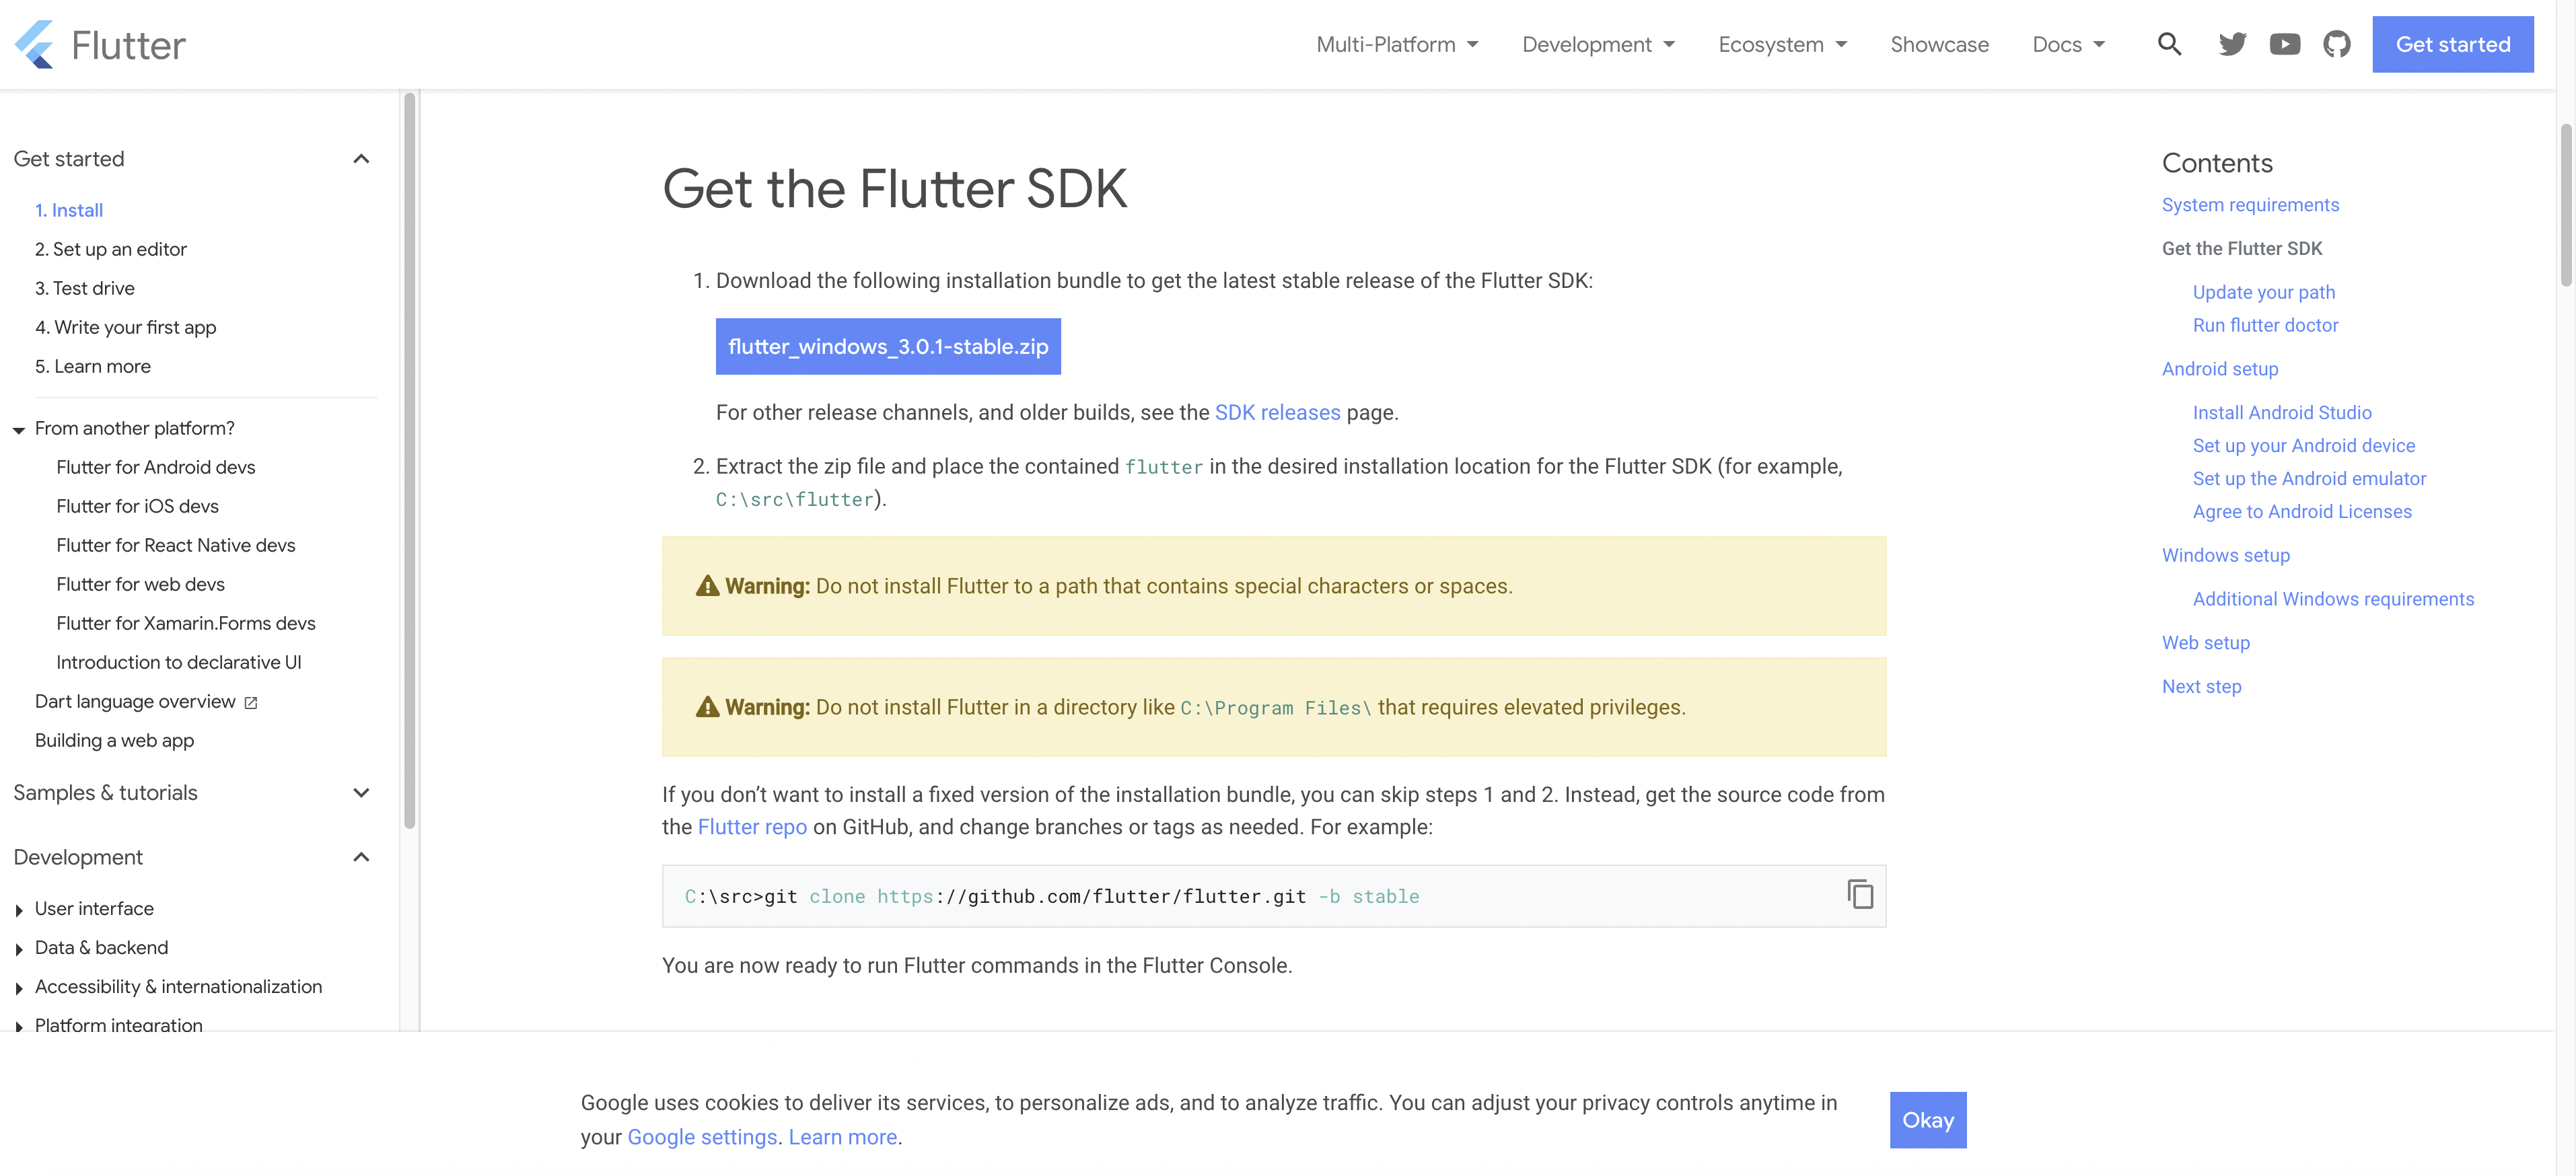 Flutter
Multi-Platform
Development
Ecosystem
Showcase
Docs
Get started
Get started
1. Install
2. Set up an editor
3. Test drive
4. Write your first app
5. Learn more
From another platform?
Flutter for Android devs
Flutter for iOS devs
Flutter for React Native devs
Flutter for web devs
Flutter for Xamarin.Forms devs
Introduction to declarative UI
Dart language overview
Building a web app
Samples & tutorials
Development
User interface
Data & backend
Accessibility & internationalization
Platform integration
Get the Flutter SDK
1. Download the following installation bundle to get the latest stable release of the Flutter SDK:
flutter_windows_3.0.1-stable.zip
For other release channels, and older builds, see the SDK releases page.
2. Extract the zip file and place the contained flutter in the desired installation location for the Flutter SDK (for example,
C:\src\flutter).
Warning: Do not install Flutter to a path that contains special characters or spaces.
Warning: Do not install Flutter in a directory like C:\Program Files\ that requires elevated privileges.
If you don’t want to install a fixed version of the installation bundle, you can skip steps 1 and 2. Instead, get the source code from
the Flutter repo on GitHub, and change branches or tags as needed. For example:
C:\src>git clone https://github.com/flutter/flutter.git -b stable
You are now ready to run Flutter commands in the Flutter Console.
Contents
System requirements
Get the Flutter SDK
Update your path
Run flutter doctor
Android setup
Install Android Studio
Set up your Android device
Set up the Android emulator
Agree to Android Licenses
Windows setup
Additional Windows requirements
Web setup
Next step
Google uses cookies to deliver its services, to personalize ads, and to analyze traffic. You can adjust your privacy controls anytime in
your Google settings. Learn more.
Okay